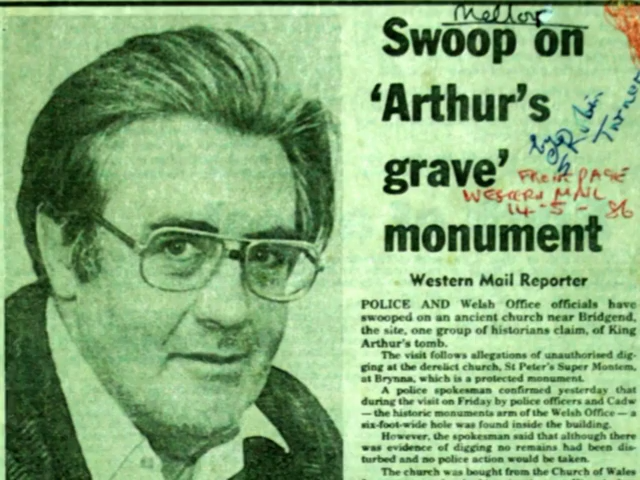 Mellor
Swoop on
'Arthur's
grave'
monument
by Robin
Turner
FRONT PAGE
WESTERN MAIL
14-5-86
Western Mail Reporter
POLICE AND Welsh Office officials have
swooped on an ancient church near Bridgend,
the site, one group of historians claim, of King
Arthur's tomb.
The visit follows allegations of unauthorised dig-
ging at the derelict church, St Peter's Super Montem,
at Brynna, which is a protected monument.
A police spokesman confirmed yesterday that
during the visit on Friday by police officers and Cadw
— the historic monuments arm of the Welsh Office — a
six-foot-wide hole was found inside the building.
However, the spokesman said that although there
was evidence of digging no remains had been dis-
turbed and no police action would be taken.
The church was bought from the Church of Wales